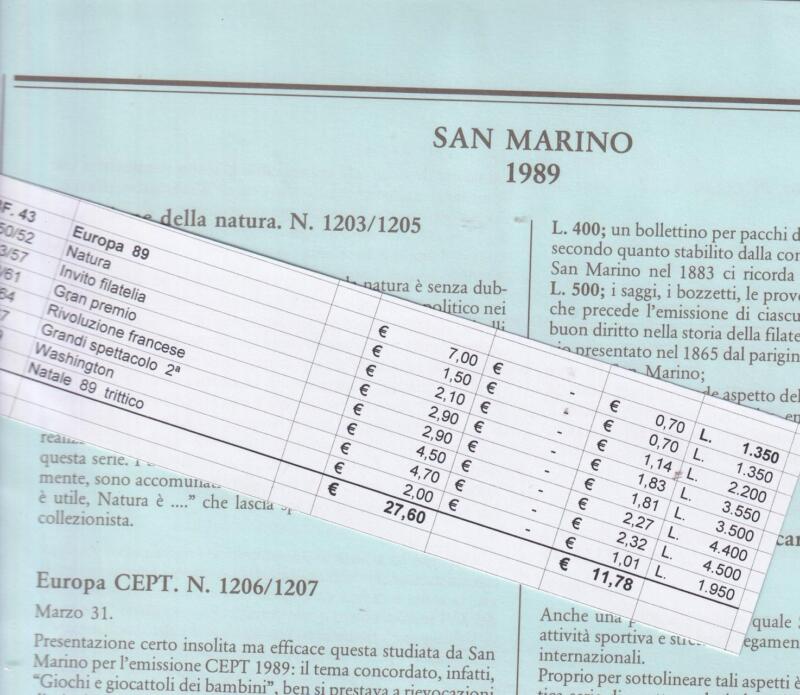 SAN MARINO
1989
della natura. N. 1203/1205
natura è senza dub-
politico nei
L. 400; un bollettino per pacchi d
secondo quanto stabilito dalla con
San Marino nel 1883 ci ricorda
L. 500; i saggi, i bozzetti, le prove
che precede l'emissione di ciascu
buon diritto nella storia della filate
presentato nel 1865 dal parigin
Marino;
aspetto del
F. 43
50/52 Europa 89 € 7,00 € - € 0,70 L. 1.350
3/57 Natura € 1,50 € - € 0,70 L. 1.350
/61 Invito filatelia € 2,10 € - € 1,14 L. 2.200
64 Gran premio € 2,90 € - € 1,83 L. 3.550
7 Rivoluzione francese € 2,90 € - € 1,81 L. 3.500
Grandi spettacolo 2ª € 4,50 € - € 2,27 L. 4.400
Washington € 4,70 € - € 2,32 L. 4.500
Natale 89 trittico € 2,00 € - € 1,01 L. 1.950
€ 27,60 € 11,78
questa serie.
mente, sono accomunat
è utile, Natura è ...." che lascia
collezionista.
Europa CEPT. N. 1206/1207
Marzo 31.
Presentazione certo insolita ma efficace questa studiata da San
Marino per l'emissione CEPT 1989: il tema concordato, infatti,
"Giochi e giocattoli dei bambini", ben si prestava a rievocazioni
Anche una quale
attività sportiva e
internazionali.
Proprio per sottolineare tali aspetti è